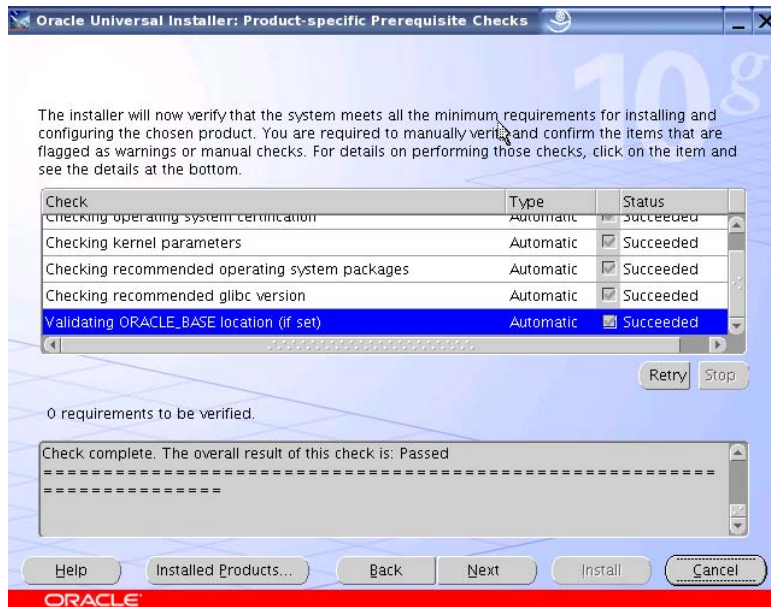 Oracle Universal Installer: Product-specific Prerequisite Checks
10g
The installer will now verify that the system meets all the minimum requirements for installing and
configuring the chosen product. You are required to manually verify and confirm the items that are
flagged as warnings or manual checks. For details on performing those checks, click on the item and
see the details at the bottom.
Check Type Status
Checking operating system certification Automatic Succeeded
Checking kernel parameters Automatic Succeeded
Checking recommended operating system packages Automatic Succeeded
Checking recommended glibc version Automatic Succeeded
Validating ORACLE_BASE location (if set) Automatic Succeeded
Retry Stop
0 requirements to be verified.
Check complete. The overall result of this check is: Passed
========================================================
===============
Help Installed Products... Back Next Install Cancel
ORACLE